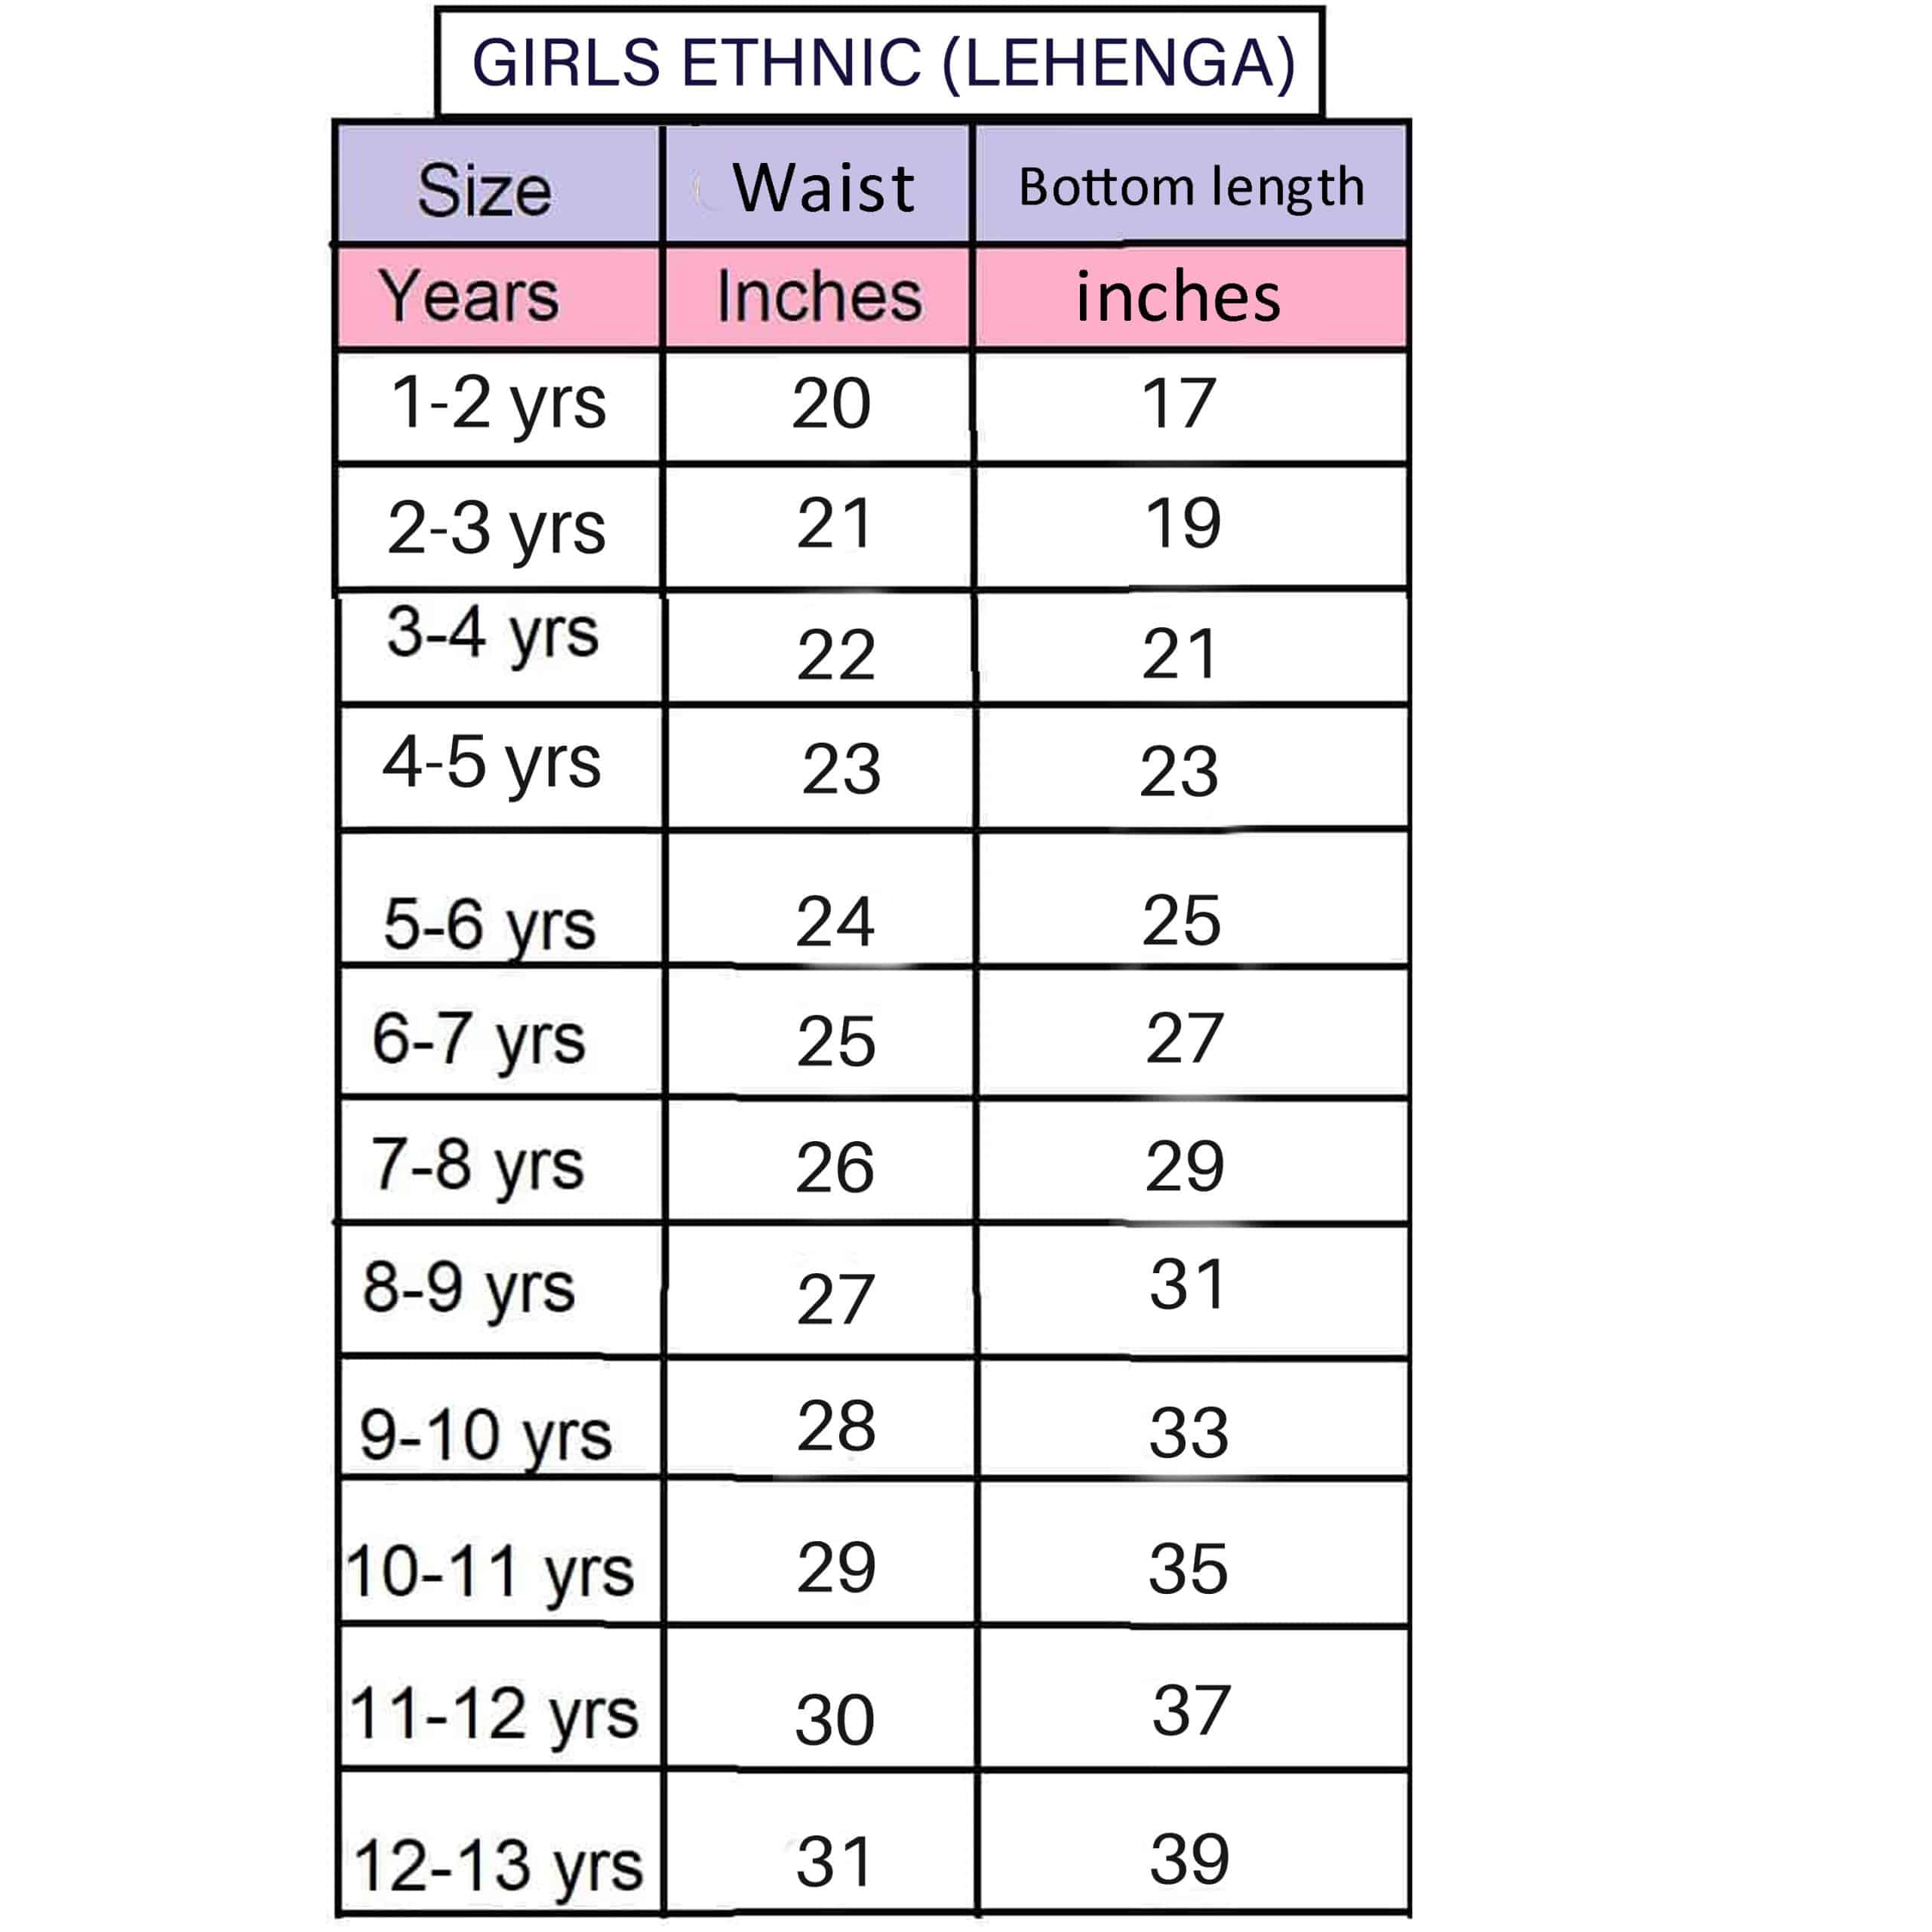 GIRLS ETHNIC (LEHENGA)
Size Waist Bottom length
Years Inches inches
1-2 yrs 20 17
2-3 yrs 21 19
3-4 yrs 22 21
4-5 yrs 23 23
5-6 yrs 24 25
6-7 yrs 25 27
7-8 yrs 26 29
8-9 yrs 27 31
9-10 yrs 28 33
10-11 yrs 29 35
11-12 yrs 30 37
12-13 yrs 31 39